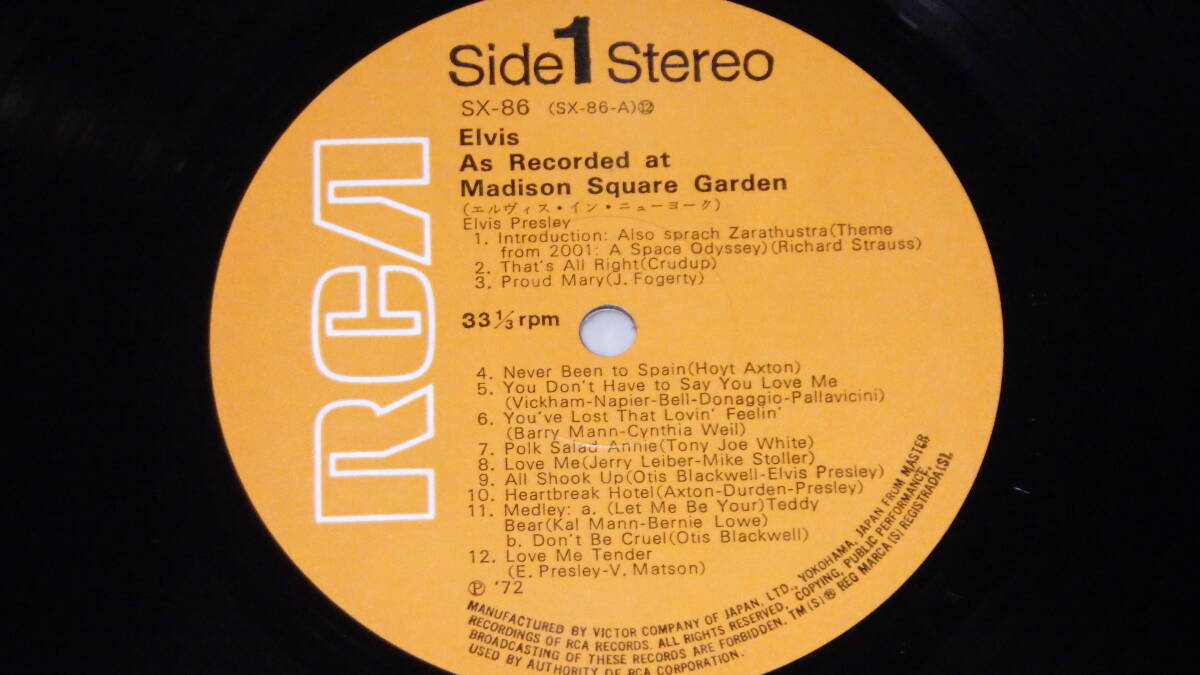 Side 1 Stereo
SX-86 (SX-86-A)⑫
Elvis
As Recorded at
Madison Square Garden
(エルヴィス・イン・ニューヨーク)
Elvis Presley
1. Introduction: Also sprach Zarathustra(Theme
from 2001: A Space Odyssey)(Richard Strauss)
2. That's All Right(Crudup)
3. Proud Mary(J. Fogerty)
RCA
33 1/3 rpm
4. Never Been to Spain(Hoyt Axton)
5. You Don't Have to Say You Love Me
(Vickham-Napier-Bell-Donaggio-Pallavicini)
6. You've Lost That Lovin' Feelin'
(Barry Mann-Cynthia Weil)
7. Polk Salad Annie(Tony Joe White)
8. Love Me(Jerry Leiber-Mike Stoller)
9. All Shook Up(Otis Blackwell-Elvis Presley)
10. Heartbreak Hotel(Axton-Durden-Presley)
11. Medley: a. (Let Me Be Your)Teddy
Bear(Kal Mann-Bernie Lowe)
b. Don't Be Cruel(Otis Blackwell)
12. Love Me Tender
(E. Presley-V. Matson)
℗ '72
MANUFACTURED BY VICTOR COMPANY OF JAPAN, LTD., YOKOHAMA, JAPAN FROM MASTER
RECORDINGS OF RCA RECORDS. ALL RIGHTS RESERVED, COPYING, PUBLIC PERFORMANCE,
BROADCASTING OF THESE RECORDS ARE FORBIDDEN. TM(S)® REG MARCA(S) REGISTRADA(S),
USED BY AUTHORITY OF RCA CORPORATION.